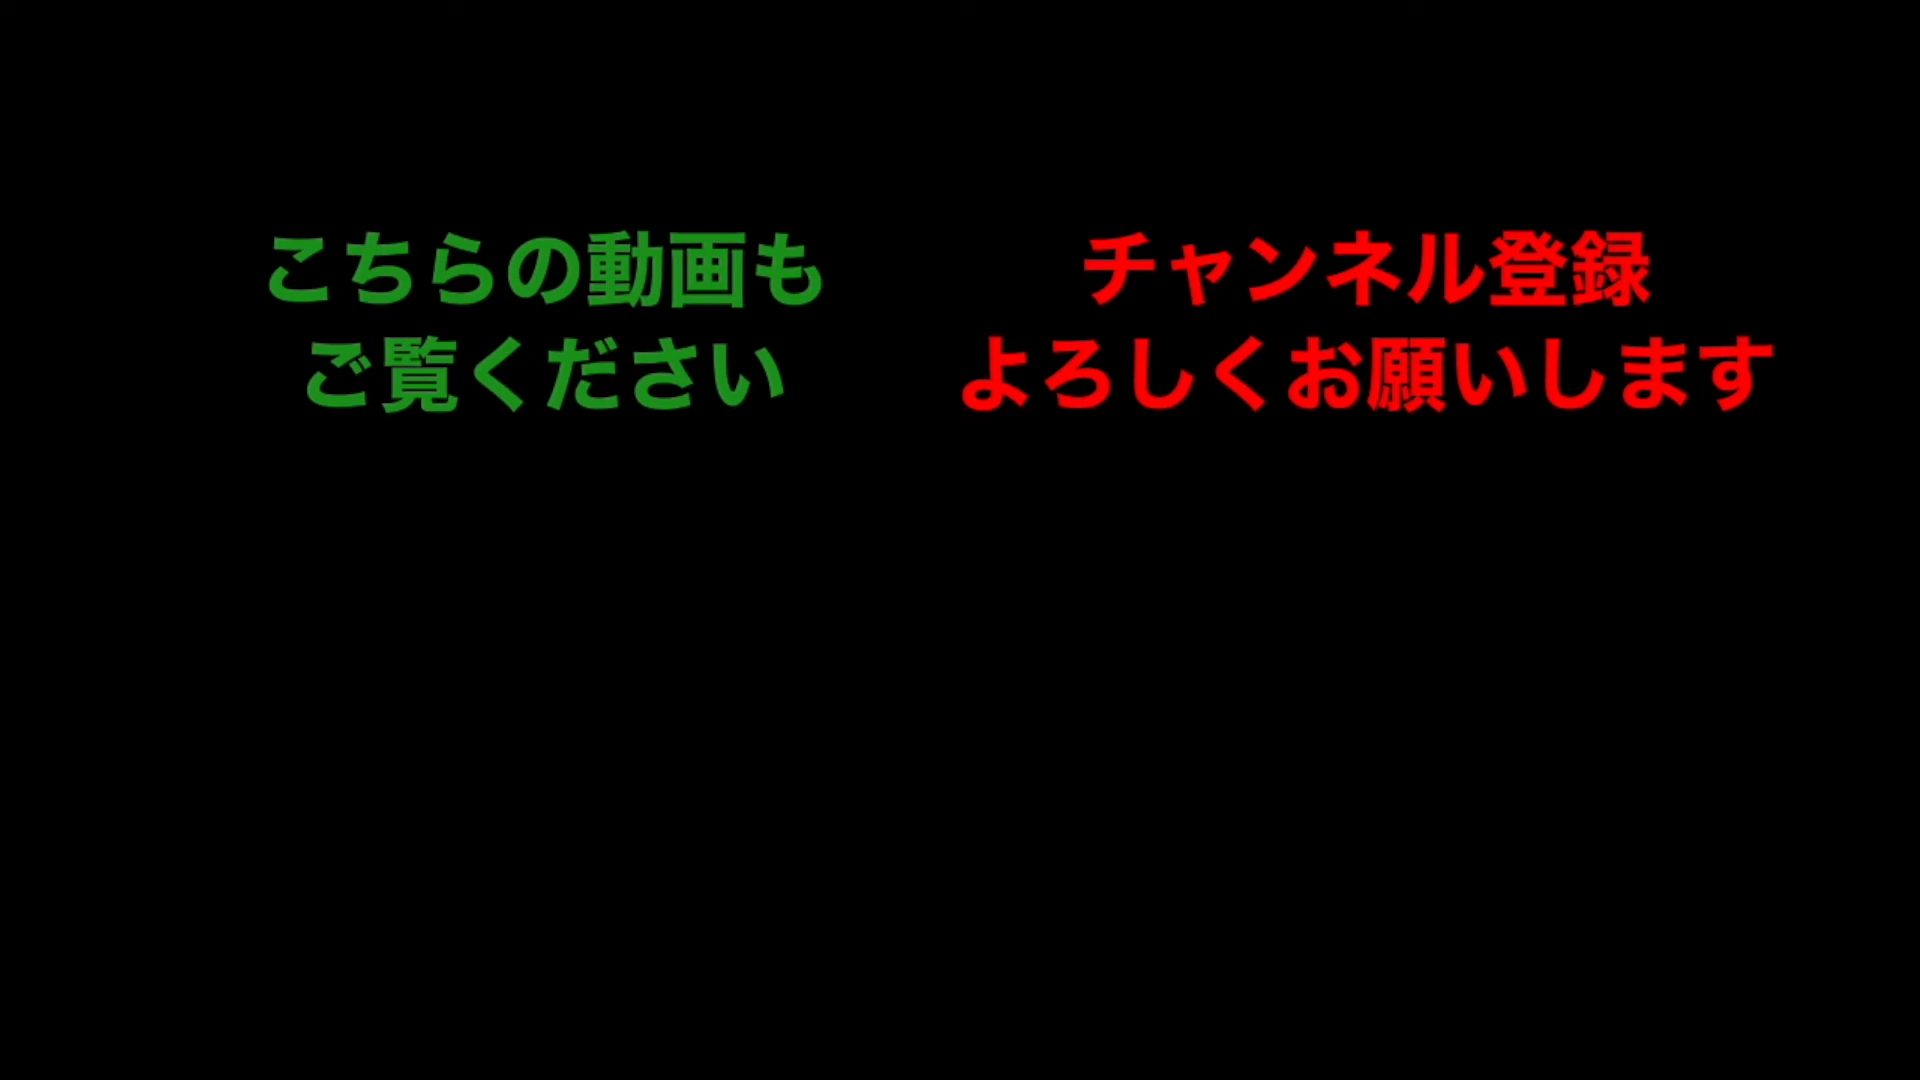 こちらの動画も
ご覧ください
チャンネル登録
よろしくお願いします